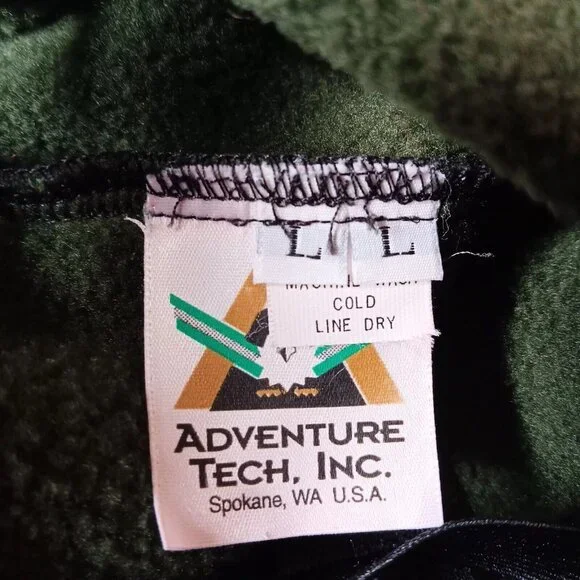 L L
MACHINE WASH
COLD
LINE DRY
ADVENTURE
TECH, INC.
Spokane, WA U.S.A.